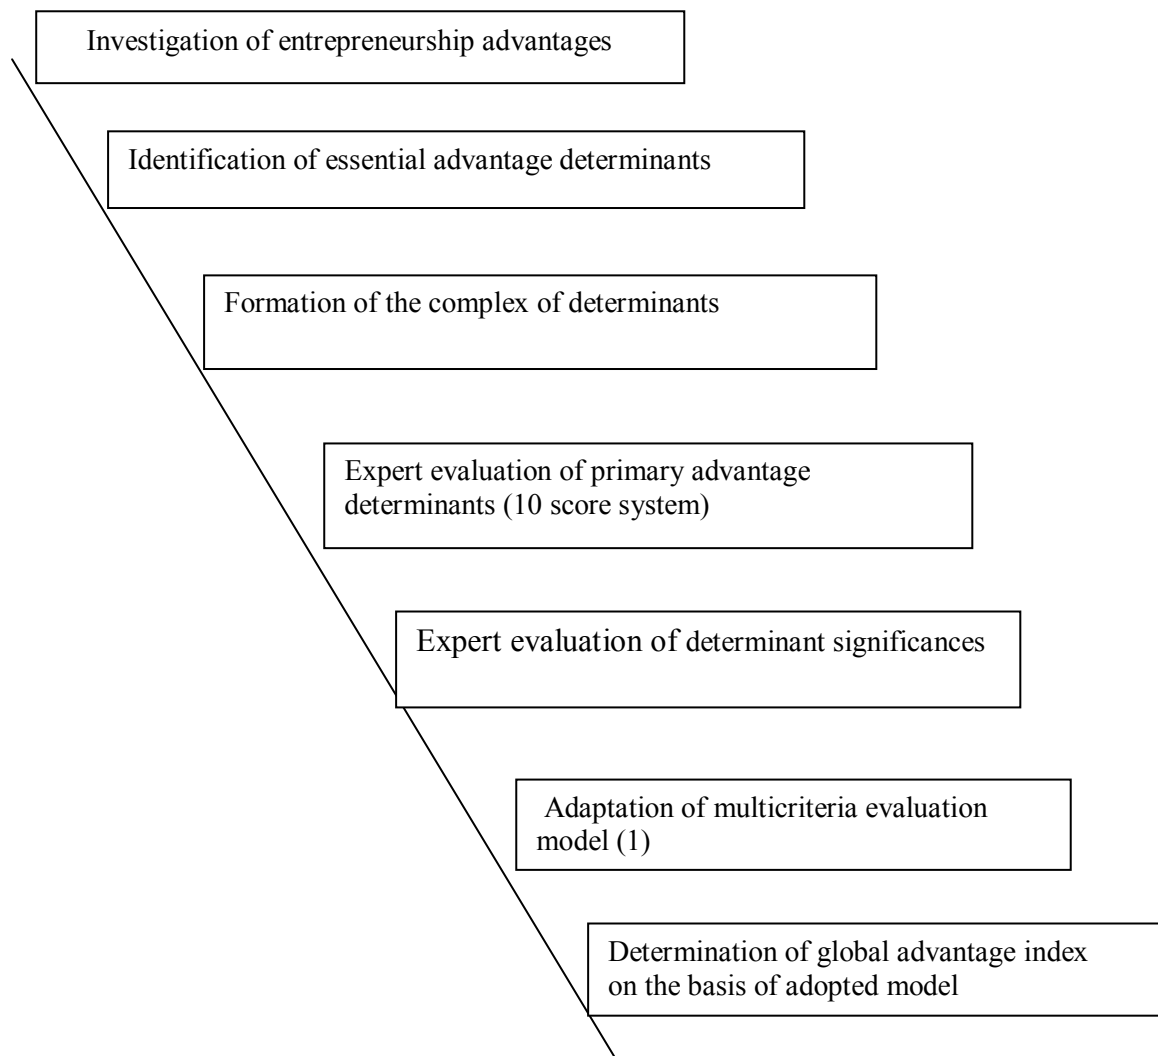 Investigation of entrepreneurship advantages
Identification of essential advantage determinants
Formation of the complex of determinants
Expert evaluation of primary advantage
determinants (10 score system)
Expert evaluation of determinant significances
Adaptation of multicriteria evaluation
model (1)
Determination of global advantage index
on the basis of adopted model